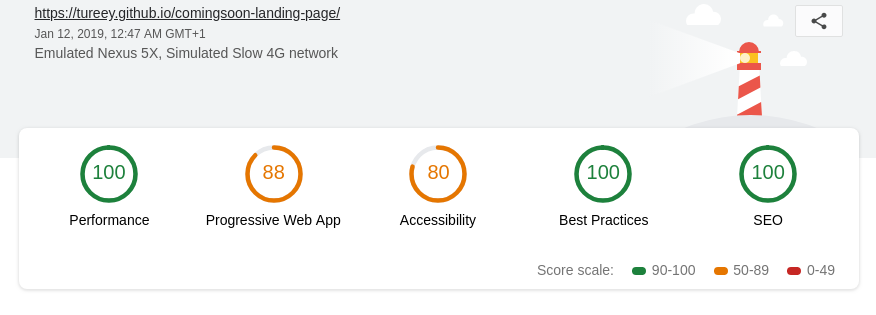 https://tureey.github.io/comingsoon-landing-page/
Jan 12, 2019, 12:47 AM GMT+1
Emulated Nexus 5X, Simulated Slow 4G network
100 88 80 100 100
Performance Progressive Web App Accessibility Best Practices SEO
Score scale: 90-100 50-89 0-49